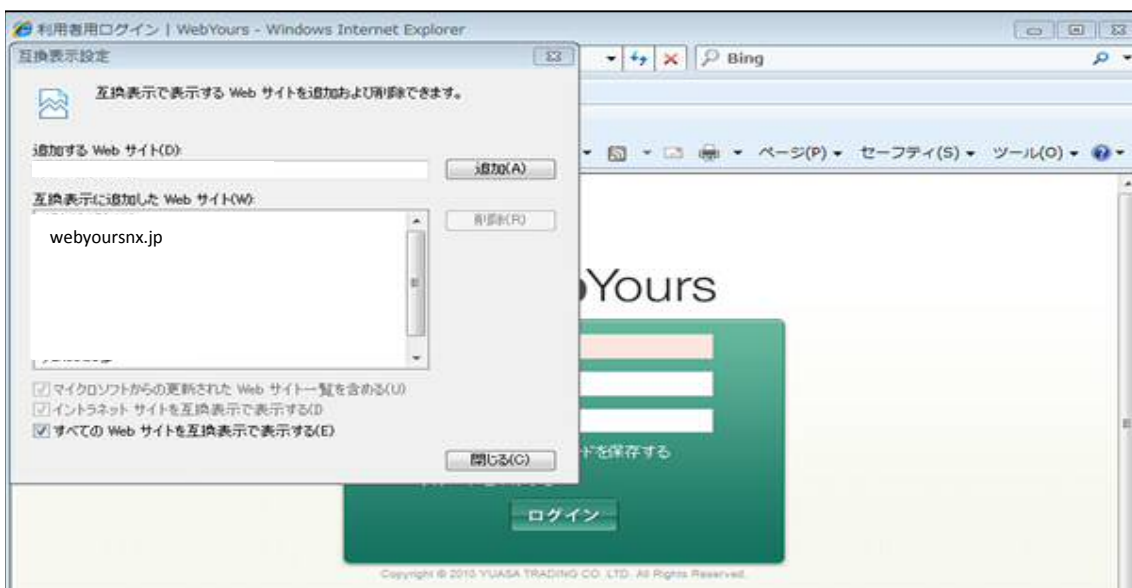 利用者用ログイン | WebYours - Windows Internet Explorer
互換表示設定
Bing
互換表示で表示する Web サイトを追加および削除できます。
追加する Web サイト(D):
追加(A)
ページ(P)
セーフティ(S)
ツール(O)
互換表示に追加した Web サイト(W):
削除(R)
webyoursnx.jp
Yours
マイクロソフトからの更新された Web サイト一覧を含める(U)
イントラネット サイトを互換表示で表示する(I)
すべての Web サイトを互換表示で表示する(E)
を保存する
閉じる(C)
ログイン
Copyright © 2010 YUASA TRADING CO. LTD. All Rights Reserved.